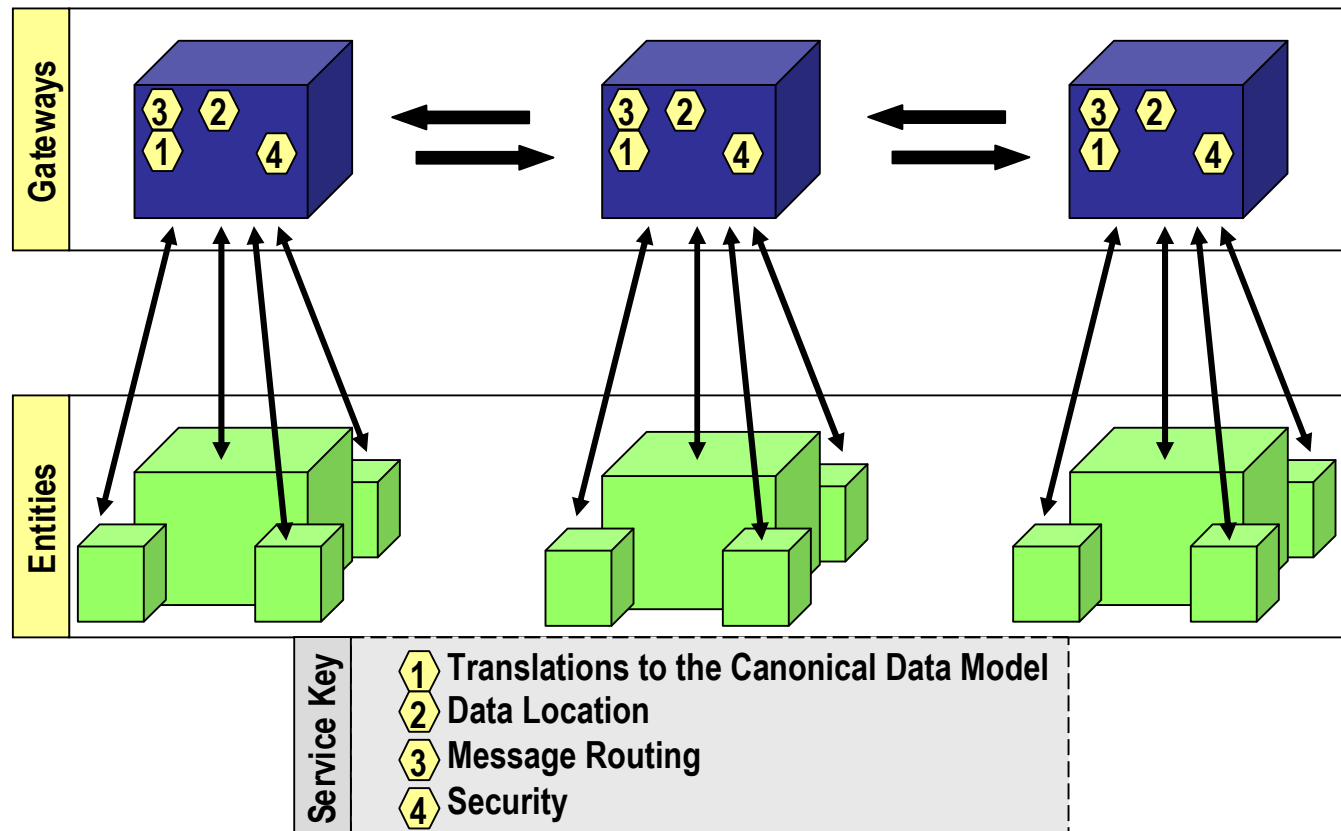 Gateways
3 2
1 4
3 2
1 4
3 2
1 4
Entities
Service Key
1 Translations to the Canonical Data Model
2 Data Location
3 Message Routing
4 Security